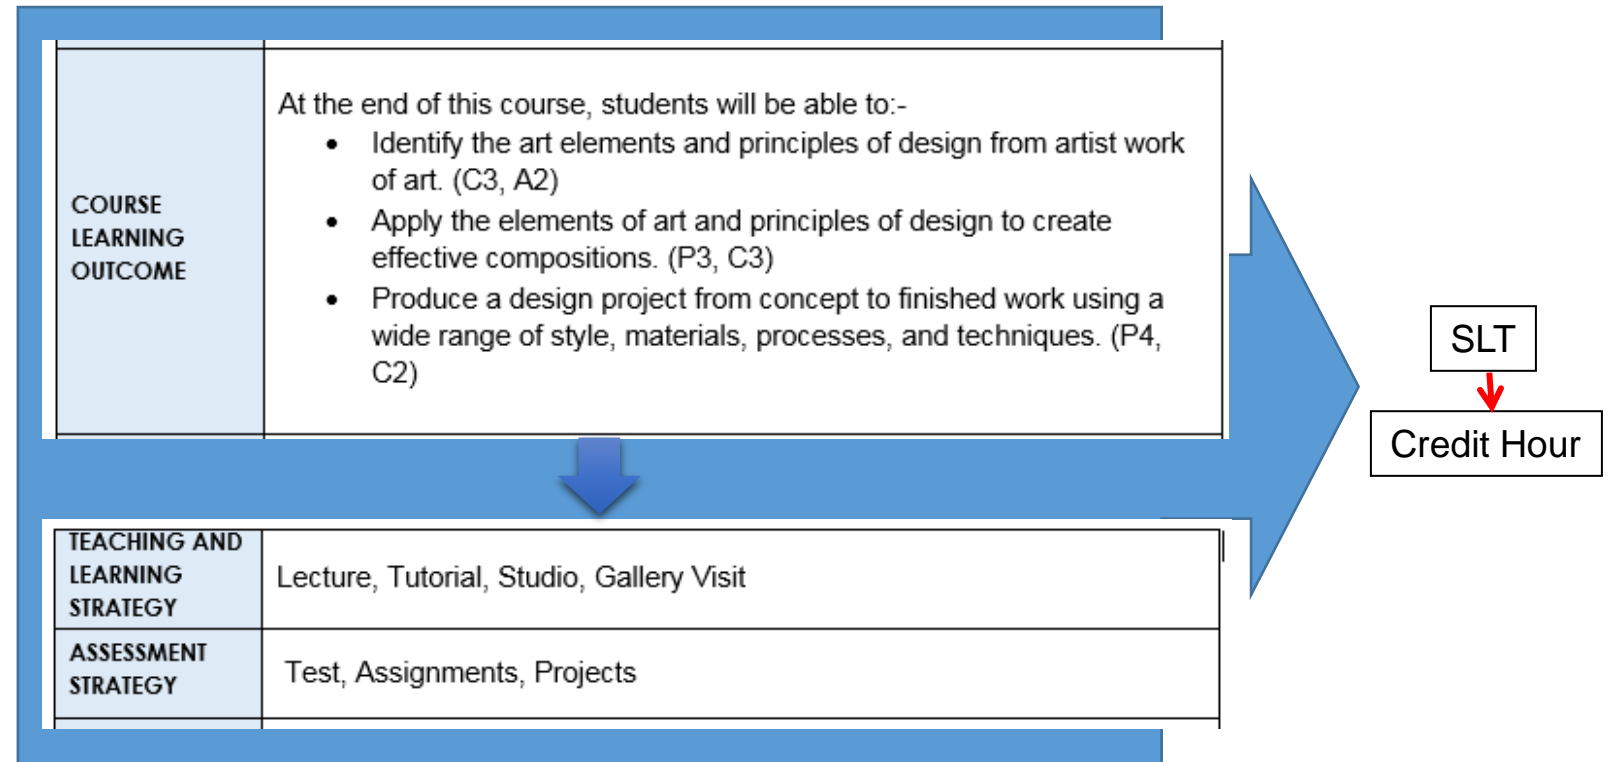 COURSE
LEARNING
OUTCOME
At the end of this course, students will be able to:-
• Identify the art elements and principles of design from artist work
of art. (C3, A2)
• Apply the elements of art and principles of design to create
effective compositions. (P3, C3)
• Produce a design project from concept to finished work using a
wide range of style, materials, processes, and techniques. (P4,
C2)
TEACHING AND
LEARNING
STRATEGY
Lecture, Tutorial, Studio, Gallery Visit
ASSESSMENT
STRATEGY
Test, Assignments, Projects
SLT
Credit Hour